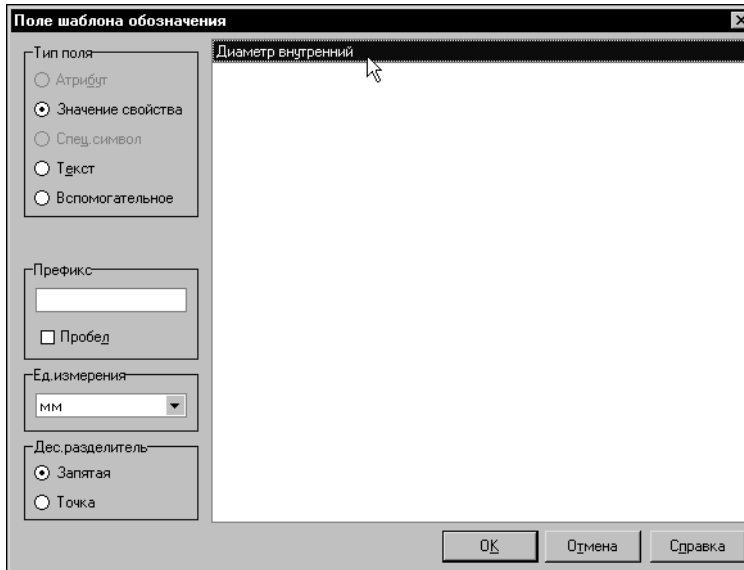 Поле шаблона обозначения
Тип поля
Атрибут
Значение свойства
Спец.символ
Текст
Вспомогательное
Диаметр внутренний
Префикс
Пробел
Ед.измерения
мм
Дес.разделитель
Запятая
Точка
ОК
Отмена
Справка